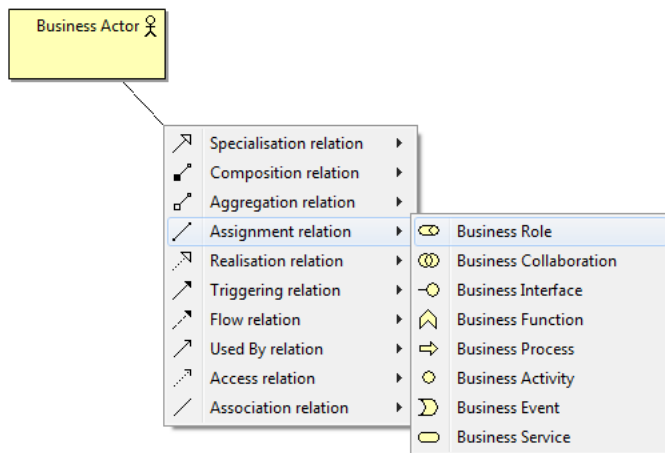 Business Actor
Specialisation relation
Composition relation
Aggregation relation
Assignment relation
Realisation relation
Triggering relation
Flow relation
Used By relation
Access relation
Association relation
Business Role
Business Collaboration
Business Interface
Business Function
Business Process
Business Activity
Business Event
Business Service